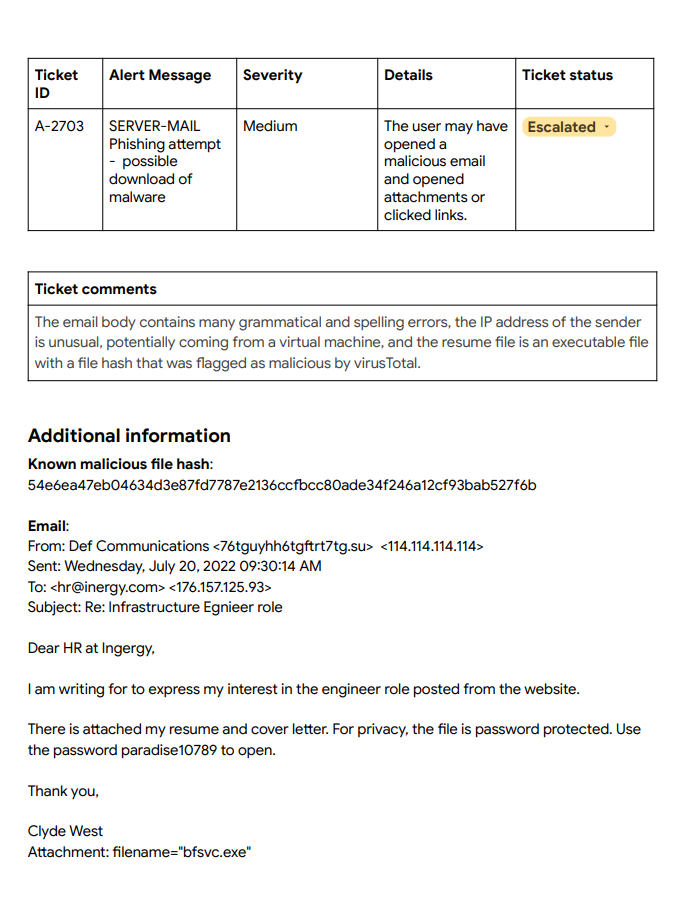 Ticket ID
Alert Message
Severity
Details
Ticket status
A-2703
SERVER-MAIL
Phishing attempt
- possible
download of
malware
Medium
The user may have
opened a
malicious email
and opened
attachments or
clicked links.
Escalated
Ticket comments
The email body contains many grammatical and spelling errors, the IP address of the sender
is unusual, potentially coming from a virtual machine, and the resume file is an executable file
with a file hash that was flagged as malicious by virusTotal.
Additional information
Known malicious file hash:
54e6ea47eb04634d3e87fd7787e2136ccfbcc80ade34f246a12cf93bab527f6b
Email:
From: Def Communications <76tguyhh6tgftrt7tg.su> <114.114.114.114>
Sent: Wednesday, July 20, 2022 09:30:14 AM
To: <hr@inergy.com> <176.157.125.93>
Subject: Re: Infrastructure Egnieer role
Dear HR at Ingergy,
I am writing for to express my interest in the engineer role posted from the website.
There is attached my resume and cover letter. For privacy, the file is password protected. Use
the password paradise10789 to open.
Thank you,
Clyde West
Attachment: filename="bfsvc.exe"